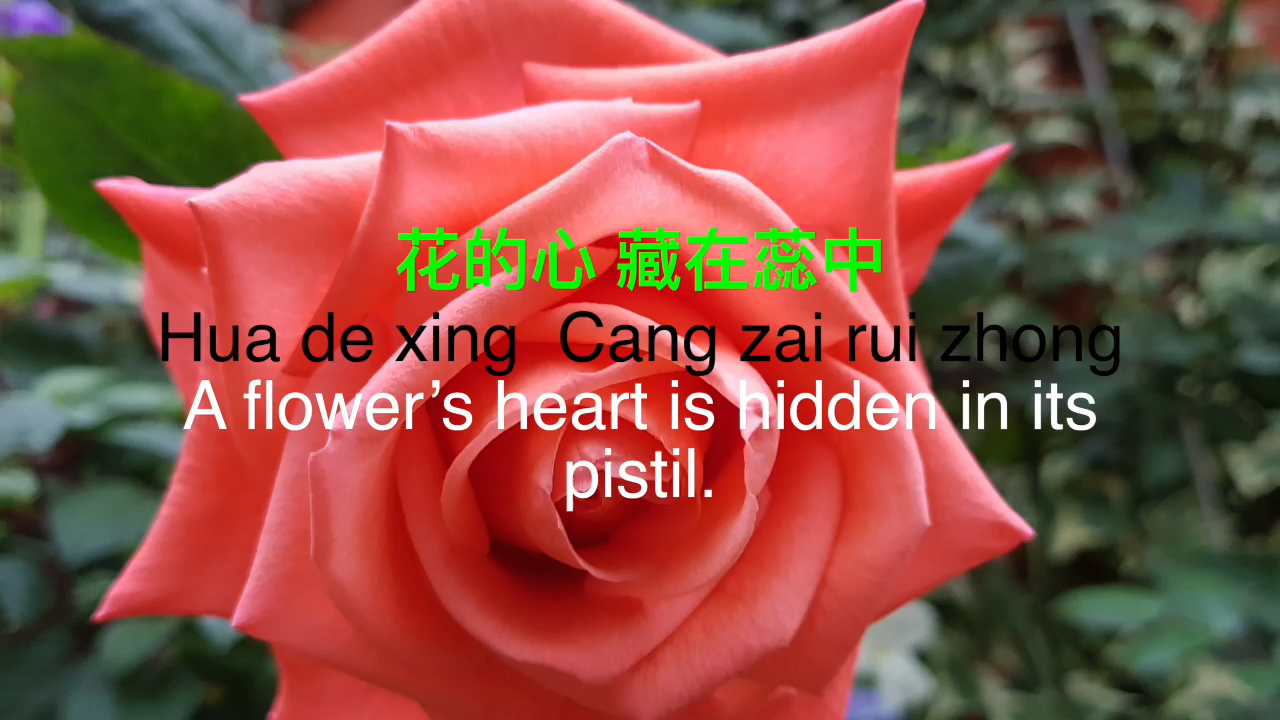 花的心 藏在蕊中
Hua de xing  Cang zai rui zhong
A flower’s heart is hidden in its
pistil.